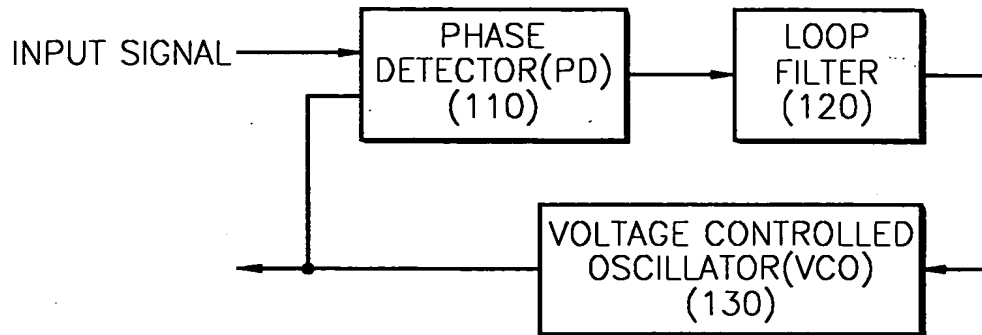 INPUT SIGNAL
PHASE
DETECTOR(PD)
(110)
LOOP
FILTER
(120)
VOLTAGE CONTROLLED
OSCILLATOR(VCO)
(130)